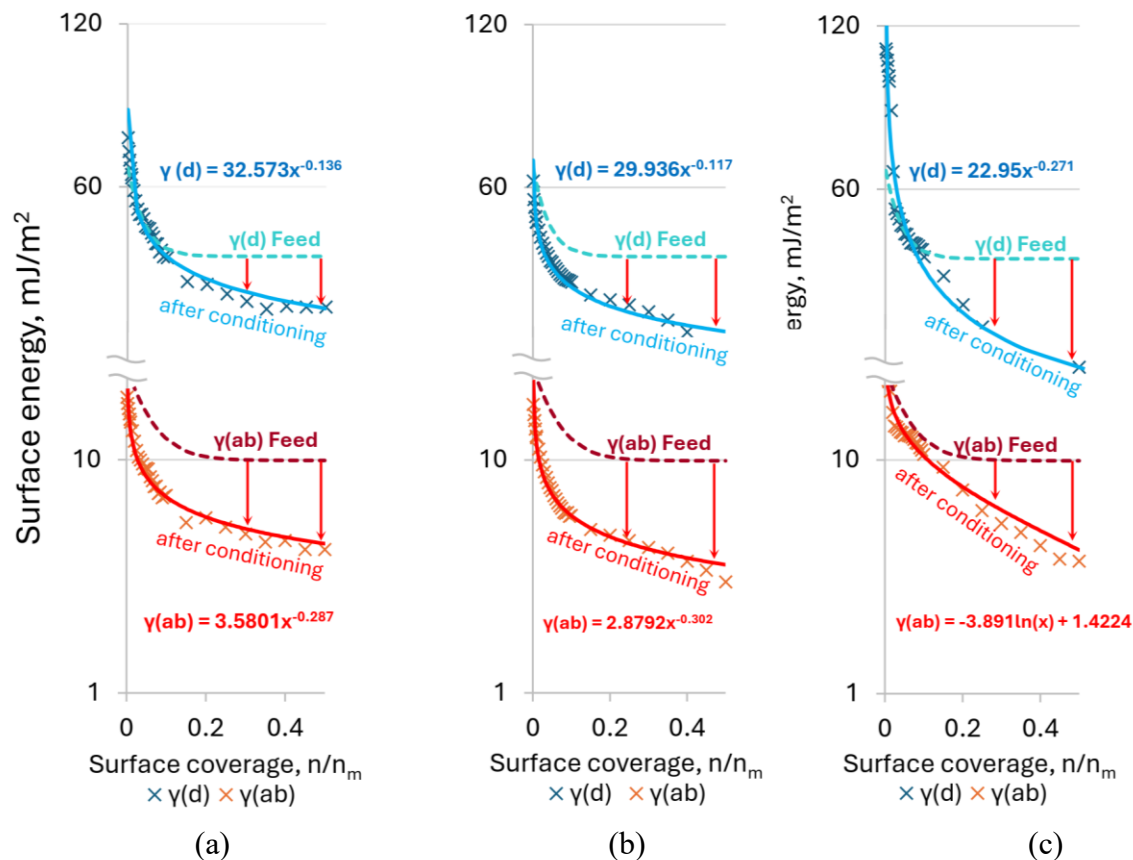 120
60
10
1
Surface energy, mJ/m²
γ (d) = 32.573x^-0.136
γ(d) Feed
after conditioning
γ(ab) Feed
after conditioning
γ(ab) = 3.5801x^-0.287
0 0.2 0.4
Surface coverage, n/nₘ
γ(d) γ(ab)
(a)
120
60
10
1
γ(d) = 29.936x^-0.117
γ(d) Feed
after conditioning
γ(ab) Feed
after conditioning
γ(ab) = 2.8792x^-0.302
0 0.2 0.4
Surface coverage, n/nₘ
γ(d) γ(ab)
(b)
120
60
10
1
ergy, mJ/m²
γ(d) = 22.95x^-0.271
γ(d) Feed
after conditioning
γ(ab) Feed
after conditioning
γ(ab) = -3.891ln(x) + 1.4224
0 0.2 0.4
Surface coverage, n/nₘ
γ(d) γ(ab)
(c)